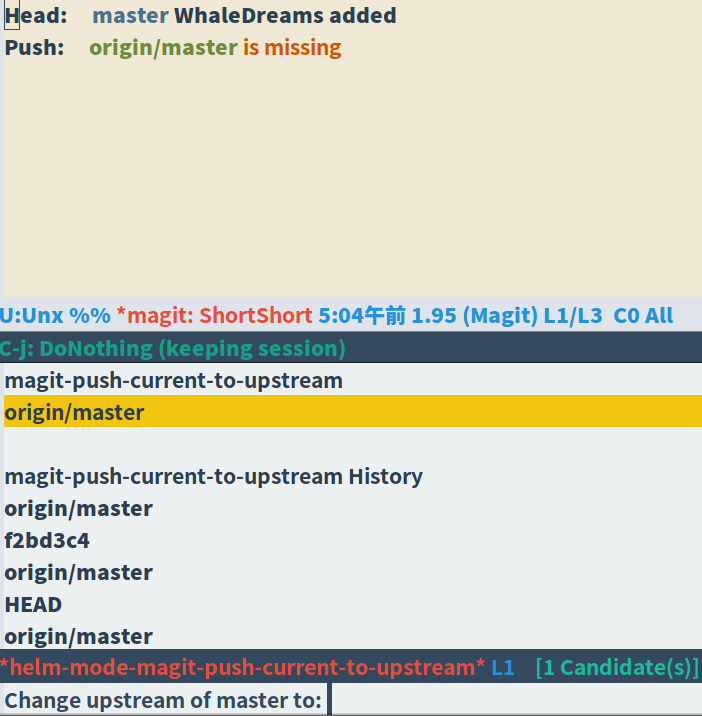 Head: master WhaleDreams added
Push: origin/master is missing
U:Unx %% *magit: ShortShort 5:04午前 1.95 (Magit) L1/L3 C0 All
C-j: DoNothing (keeping session)
magit-push-current-to-upstream
origin/master
magit-push-current-to-upstream History
origin/master
f2bd3c4
origin/master
HEAD
origin/master
*helm-mode-magit-push-current-to-upstream* L1 [1 Candidate(s)]
Change upstream of master to: